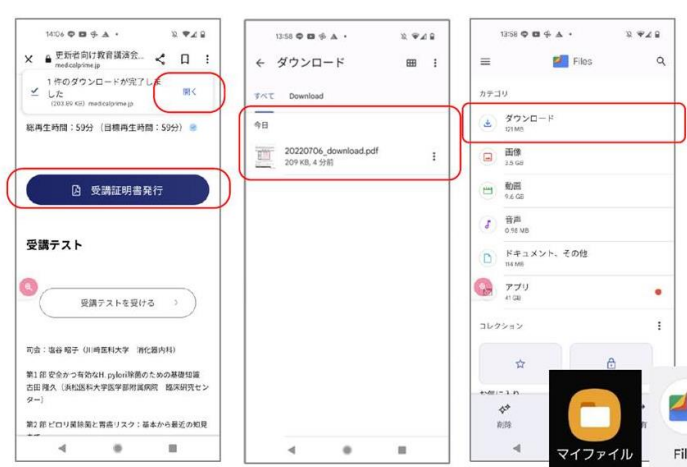 14:06
更新者向け教育講演会...
medicalprime.jp
1 件のダウンロードが完了しました
した
(203.89 KB) medicalprime.jp
開く
総再生時間：59分 （目標再生時間：59分）
受講証明書発行
受講テスト
受講テストを受ける
司会：塩谷 昭子（川崎医科大学 消化器内科）
第1 部 安全かつ有効なH. pylori除菌のための基礎知識
古田 隆久（浜松医科大学医学部附属病院 臨床研究セン
ター）
第2 部 ピロリ菌除菌と胃癌リスク：基本から最近の知見
13:58
ダウンロード
すべて
Download
今日
20220706_download.pdf
209 KB, 4 分前
13:58
Files
カテゴリ
ダウンロード
121 MB
画像
3.8 GB
動画
9.6 GB
音声
0.98 MB
ドキュメント、その他
114 MB
アプリ
41 GB
コレクション
お気に入り
削除
有
マイファイル
Fil